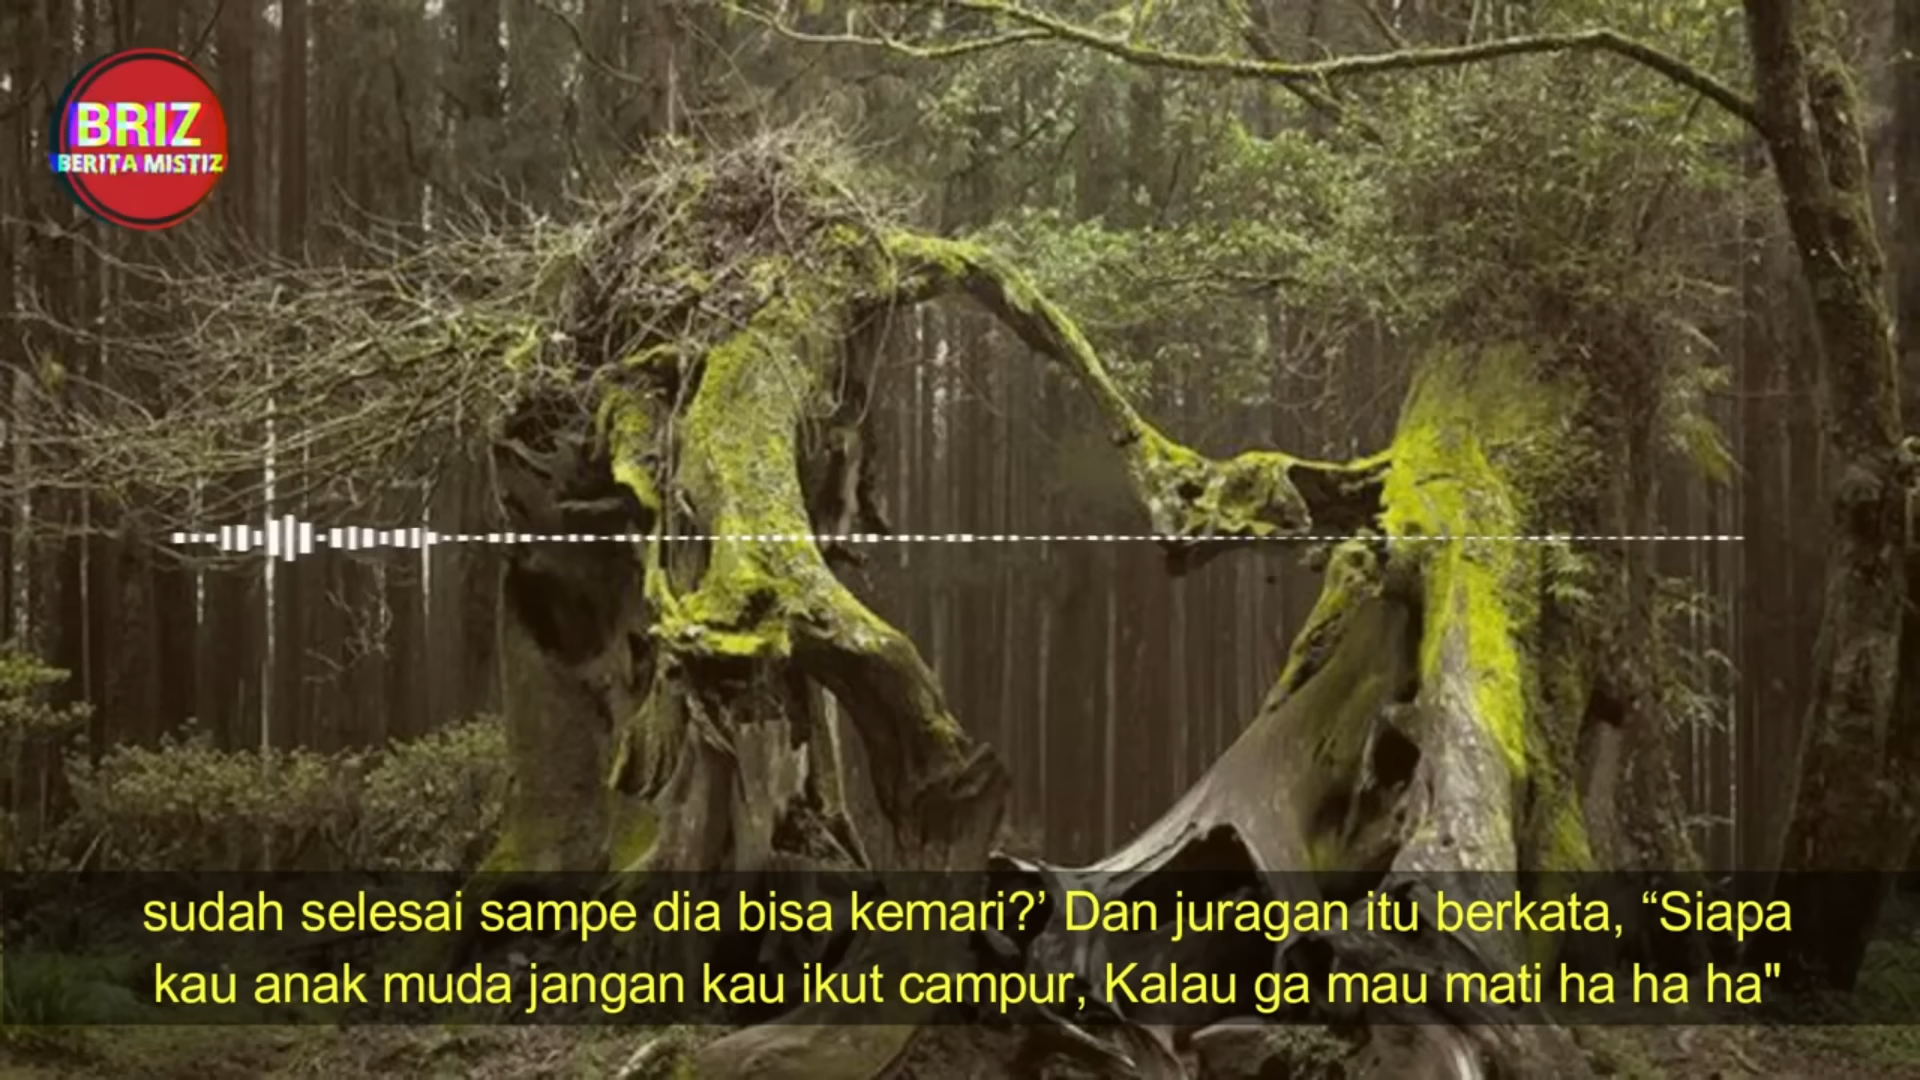 BRIZ
BERITA MISTIZ
sudah selesai sampe dia bisa kemari?’ Dan juragan itu berkata, “Siapa
kau anak muda jangan kau ikut campur, Kalau ga mau mati ha ha ha"